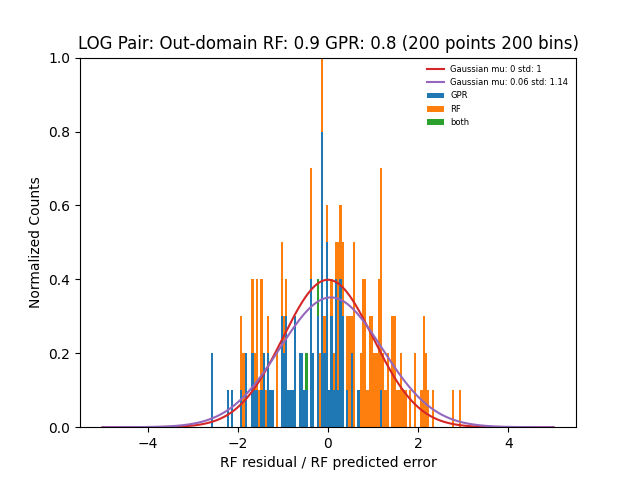 LOG Pair: Out-domain RF: 0.9 GPR: 0.8 (200 points 200 bins)
Gaussian mu: 0 std: 1
Gaussian mu: 0.06 std: 1.14
GPR
RF
both
Normalized Counts
1.0
0.8
0.6
0.4
0.2
0.0
−4 −2 0 2 4
RF residual / RF predicted error